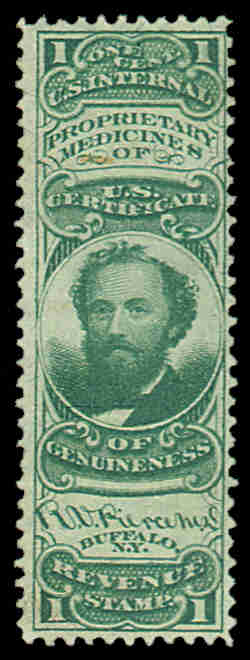 1 ONE 1
CENT
U.S. INTERNAL
PROPRIETARY
MEDICINES
OF
U.S.
CERTIFICATE
OF
GENUINENESS
R.V. Pierce M.D.
BUFFALO,
N.Y.
REVENUE
1 STAMP 1